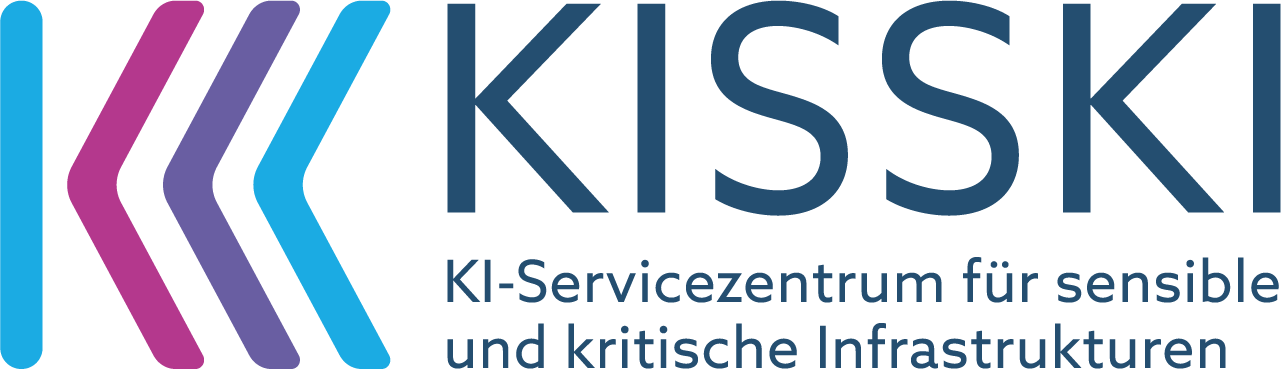 KISSKI
KI-Servicezentrum für sensible
und kritische Infrastrukturen